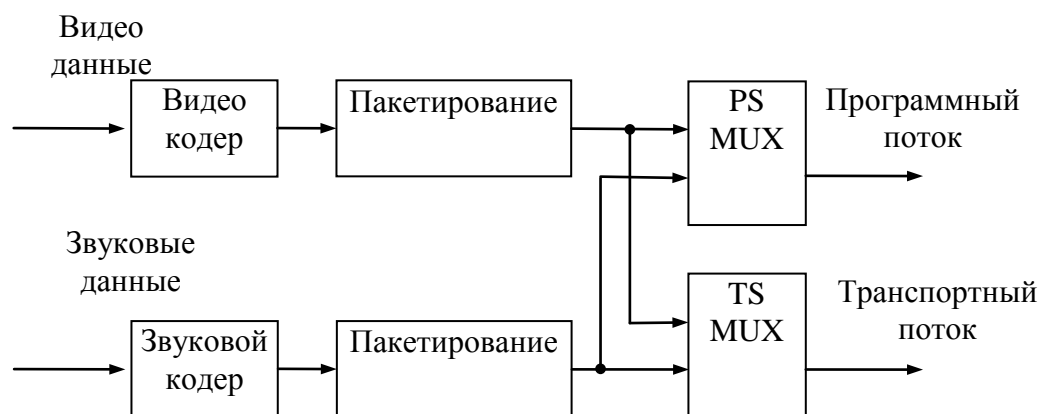 Видео
данные
Видео
кодер
Пакетирование
PS
MUX
Программный
поток
Звуковые
данные
Звуковой
кодер
Пакетирование
TS
MUX
Транспортный
поток